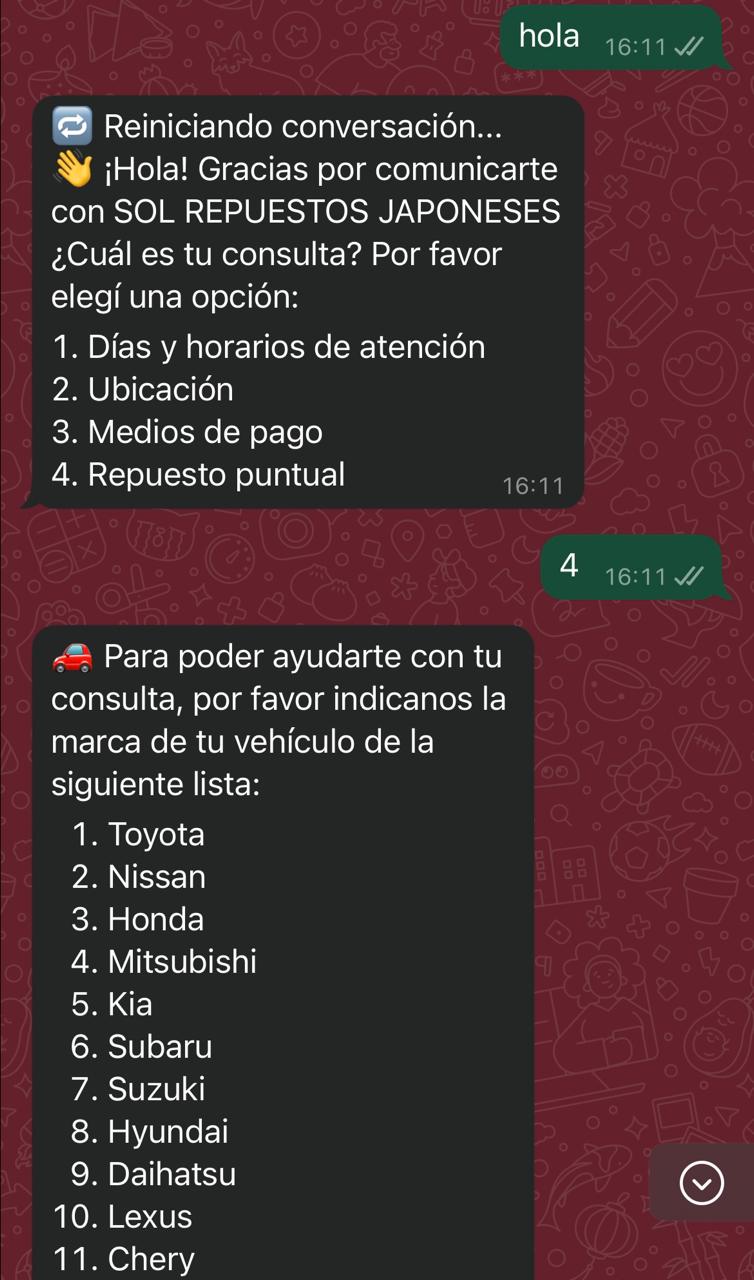 hola 16:11
🔁 Reiniciando conversación...
👋 ¡Hola! Gracias por comunicarte
con SOL REPUESTOS JAPONESES
¿Cuál es tu consulta? Por favor
elegí una opción:
1. Días y horarios de atención
2. Ubicación
3. Medios de pago
4. Repuesto puntual
16:11
4 16:11
🚗 Para poder ayudarte con tu
consulta, por favor indicanos la
marca de tu vehículo de la
siguiente lista:
1. Toyota
2. Nissan
3. Honda
4. Mitsubishi
5. Kia
6. Subaru
7. Suzuki
8. Hyundai
9. Daihatsu
10. Lexus
11. Chery